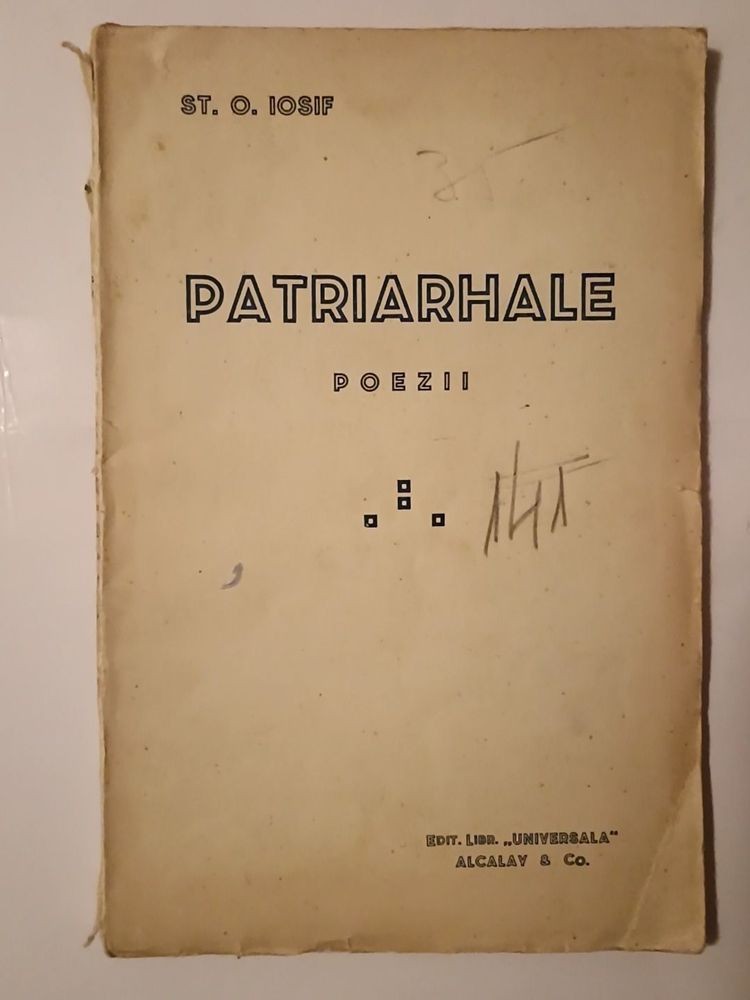 ST. O. IOSIF
PATRIARHALE
POEZII
EDIT. LIBR. „UNIVERSALA“
ALCALAY & Co.